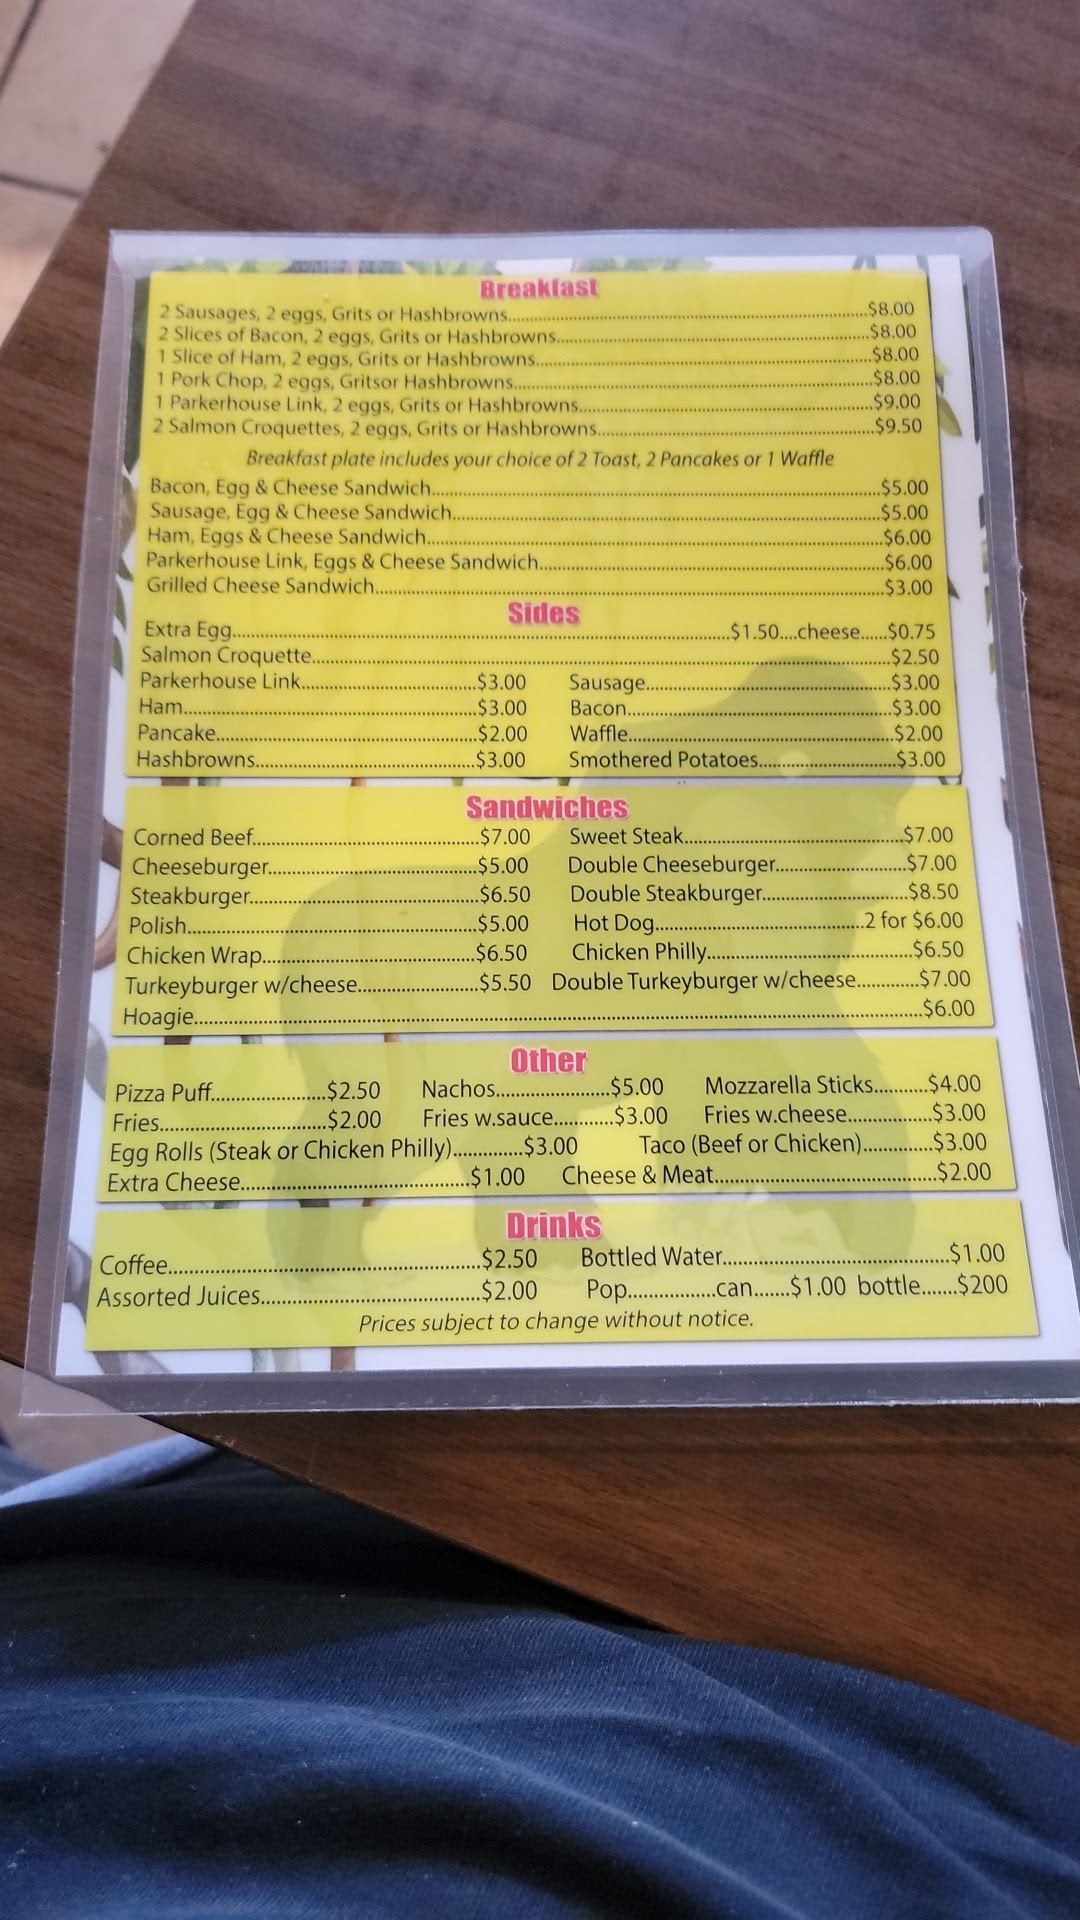 Breakfast
2 Sausages, 2 eggs, Grits or Hashbrowns..........$8.00
2 Slices of Bacon, 2 eggs, Grits or Hashbrowns..........$8.00
1 Slice of Ham, 2 eggs, Grits or Hashbrowns..........$8.00
1 Pork Chop, 2 eggs, Gritsor Hashbrowns..........$8.00
1 Parkerhouse Link, 2 eggs, Grits or Hashbrowns..........$9.00
2 Salmon Croquettes, 2 eggs, Grits or Hashbrowns..........$9.50
Breakfast plate includes your choice of 2 Toast, 2 Pancakes or 1 Waffle
Bacon, Egg & Cheese Sandwich..........$5.00
Sausage, Egg & Cheese Sandwich..........$5.00
Ham, Eggs & Cheese Sandwich..........$6.00
Parkerhouse Link, Eggs & Cheese Sandwich..........$6.00
Grilled Cheese Sandwich..........$3.00
Sides
Extra Egg..........$1.50....cheese.....$0.75
Salmon Croquette..........$2.50
Parkerhouse Link..........$3.00 Sausage..........$3.00
Ham..........$3.00 Bacon..........$3.00
Pancake..........$2.00 Waffle..........$2.00
Hashbrowns..........$3.00 Smothered Potatoes..........$3.00
Sandwiches
Corned Beef..........$7.00 Sweet Steak..........$7.00
Cheeseburger..........$5.00 Double Cheeseburger..........$7.00
Steakburger..........$6.50 Double Steakburger..........$8.50
Polish..........$5.00 Hot Dog..........2 for $6.00
Chicken Wrap..........$6.50 Chicken Philly..........$6.50
Turkeyburger w/cheese..........$5.50 Double Turkeyburger w/cheese..........$7.00
Hoagie..........$6.00
Other
Pizza Puff..........$2.50 Nachos..........$5.00 Mozzarella Sticks..........$4.00
Fries..........$2.00 Fries w.sauce..........$3.00 Fries w.cheese..........$3.00
Egg Rolls (Steak or Chicken Philly)..........$3.00 Taco (Beef or Chicken)..........$3.00
Extra Cheese..........$1.00 Cheese & Meat..........$2.00
Drinks
Coffee..........$2.50 Bottled Water..........$1.00
Assorted Juices..........$2.00 Pop..........can.......$1.00 bottle.......$200
Prices subject to change without notice.